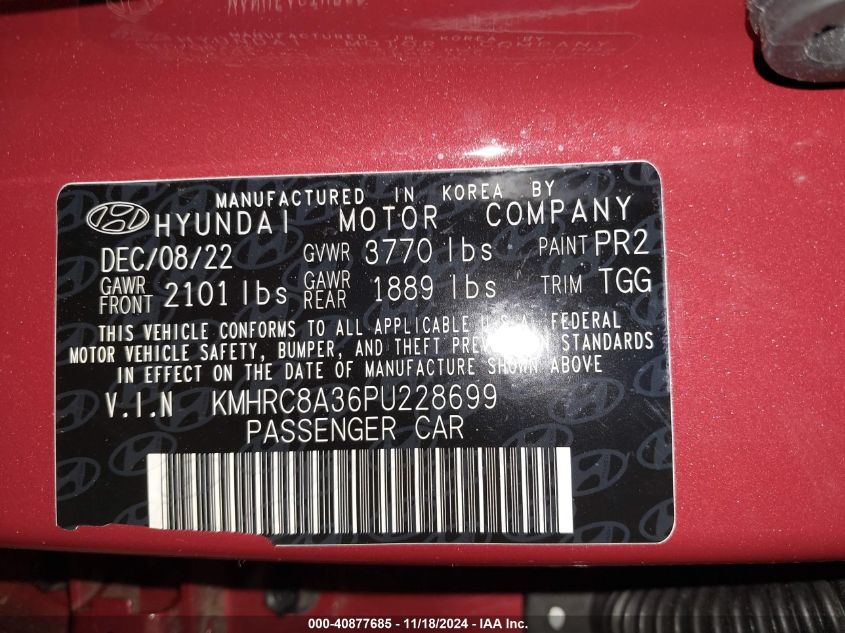 MANUFACTURED IN KOREA BY
HYUNDAI MOTOR COMPANY
DEC/08/22 GVWR 3770 lbs PAINT PR2
GAWR FRONT 2101 lbs GAWR REAR 1889 lbs TRIM TGG
THIS VEHICLE CONFORMS TO ALL APPLICABLE U.S.A. FEDERAL
MOTOR VEHICLE SAFETY, BUMPER, AND THEFT PREVENTION STANDARDS
IN EFFECT ON THE DATE OF MANUFACTURE SHOWN ABOVE
V.I.N KMHRC8A36PU228699
PASSENGER CAR
000-40877685 - 11/18/2024 - IAA Inc.